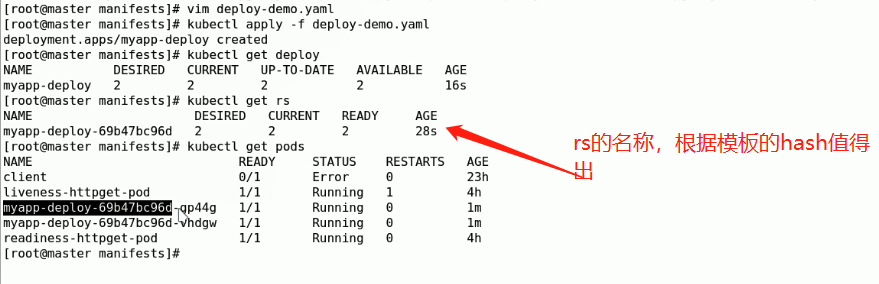 [root@master manifests]# vim deploy-demo.yaml
[root@master manifests]# kubectl apply -f deploy-demo.yaml
deployment.apps/myapp-deploy created
[root@master manifests]# kubectl get deploy
NAME           DESIRED   CURRENT   UP-TO-DATE   AVAILABLE   AGE
myapp-deploy   2         2         2            2           16s
[root@master manifests]# kubectl get rs
NAME                      DESIRED   CURRENT   READY     AGE
myapp-deploy-69b47bc96d   2         2         2         28s
[root@master manifests]# kubectl get pods
NAME                            READY     STATUS    RESTARTS   AGE
client                          0/1       Error     0          23h
liveness-httpget-pod            1/1       Running   1          4h
myapp-deploy-69b47bc96d-qp44g   1/1       Running   0          1m
myapp-deploy-69b47bc96d-vhdgw   1/1       Running   0          1m
readiness-httpget-pod           1/1       Running   0          4h
[root@master manifests]#
rs的名称，根据模板的hash值得
出